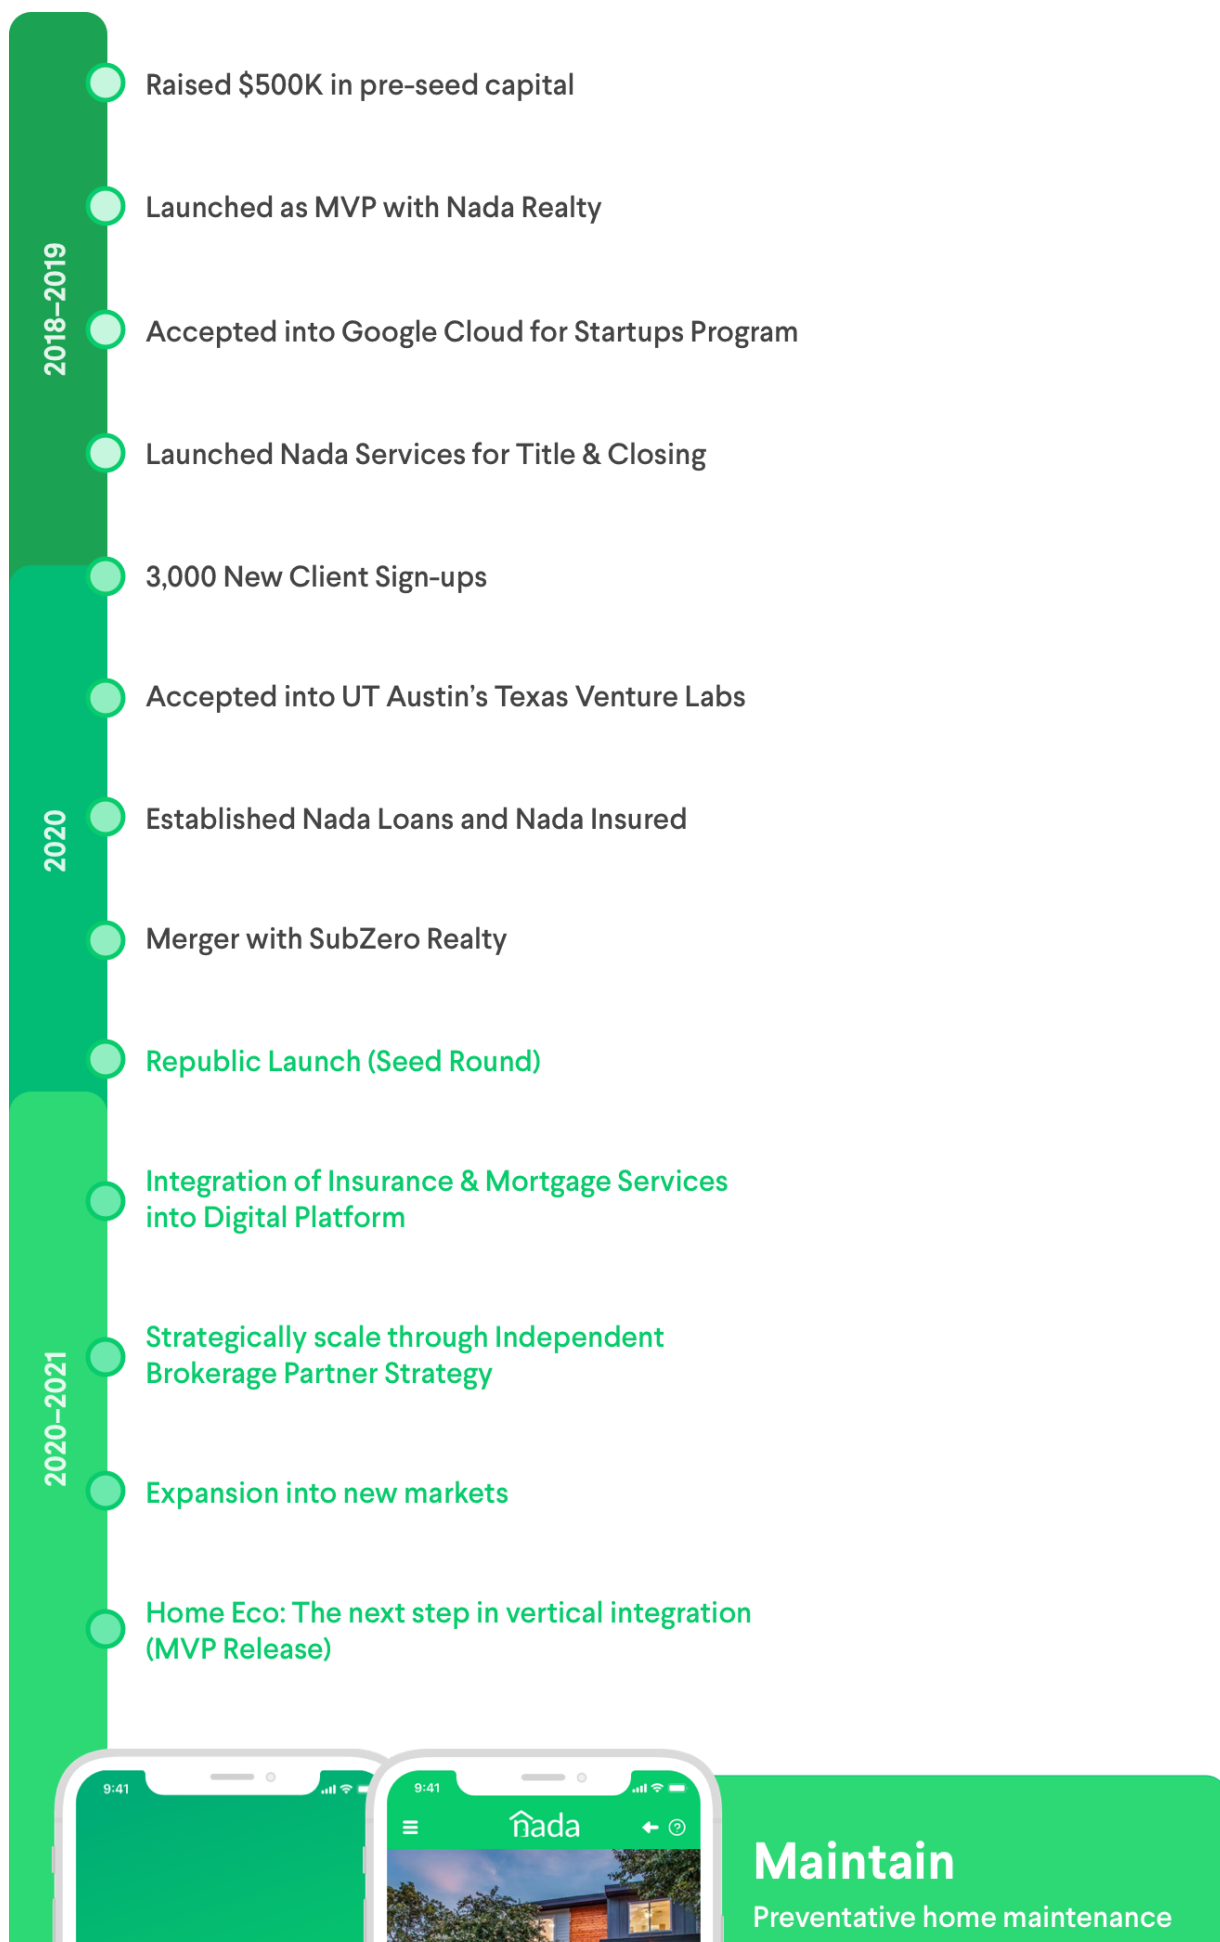 Raised $500K in pre-seed capital
Launched as MVP with Nada Realty
2018–2019
Accepted into Google Cloud for Startups Program
Launched Nada Services for Title & Closing
3,000 New Client Sign-ups
Accepted into UT Austin’s Texas Venture Labs
2020
Established Nada Loans and Nada Insured
Merger with SubZero Realty
Republic Launch (Seed Round)
Integration of Insurance & Mortgage Services
into Digital Platform
2020–2021
Strategically scale through Independent
Brokerage Partner Strategy
Expansion into new markets
Home Eco: The next step in vertical integration
(MVP Release)
9:41
9:41
nada
?
Maintain
Preventative home maintenance